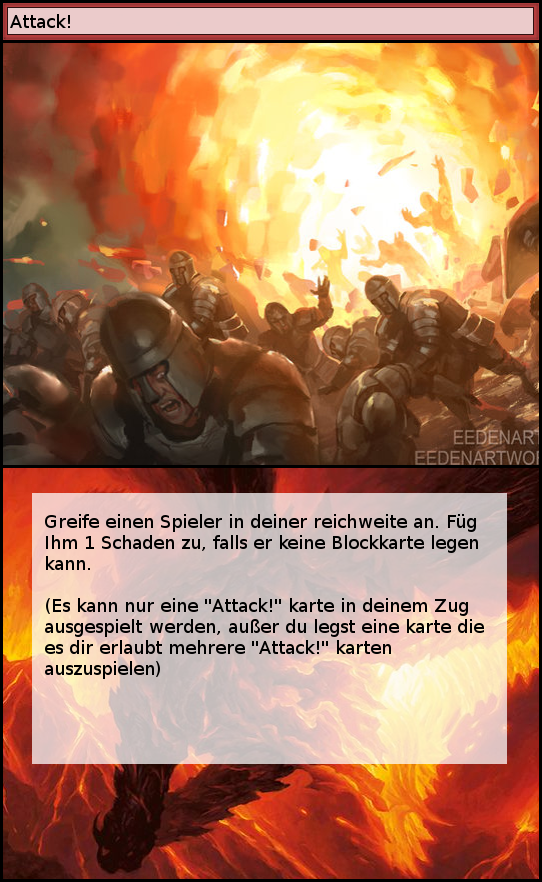 Attack!
EEDENART
EEDENARTWO
Greife einen Spieler in deiner reichweite an. Füg
Ihm 1 Schaden zu, falls er keine Blockkarte legen
kann.
(Es kann nur eine "Attack!" karte in deinem Zug
ausgespielt werden, außer du legst eine karte die
es dir erlaubt mehrere "Attack!" karten
auszuspielen)